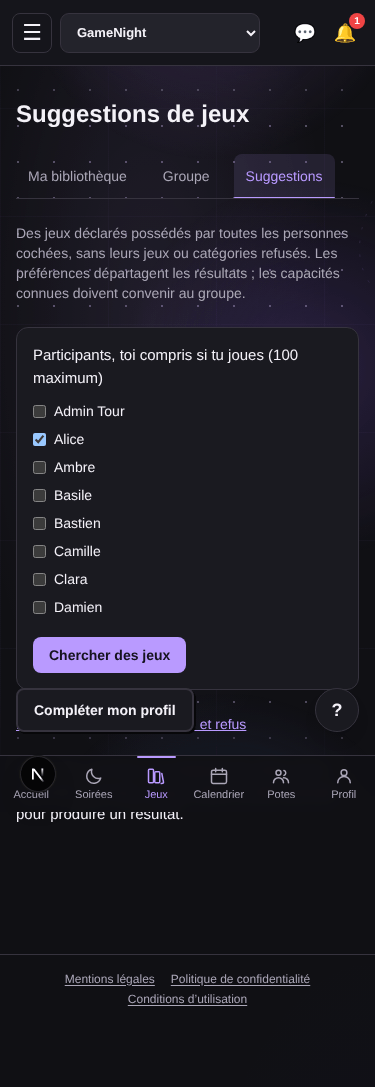 GameNight
1
Suggestions de jeux
Ma bibliothèque
Groupe
Suggestions
Des jeux déclarés possédés par toutes les personnes
cochées, sans leurs jeux ou catégories refusés. Les
préférences départagent les résultats ; les capacités
connues doivent convenir au groupe.
Participants, toi compris si tu joues (100
maximum)
Admin Tour
Alice
Ambre
Basile
Bastien
Camille
Clara
Damien
Chercher des jeux
Compléter mon profil
et refus
?
N
Accueil
Soirées
Jeux
Calendrier
Potes
Profil
pour produire un résultat.
Mentions légales
Politique de confidentialité
Conditions d'utilisation